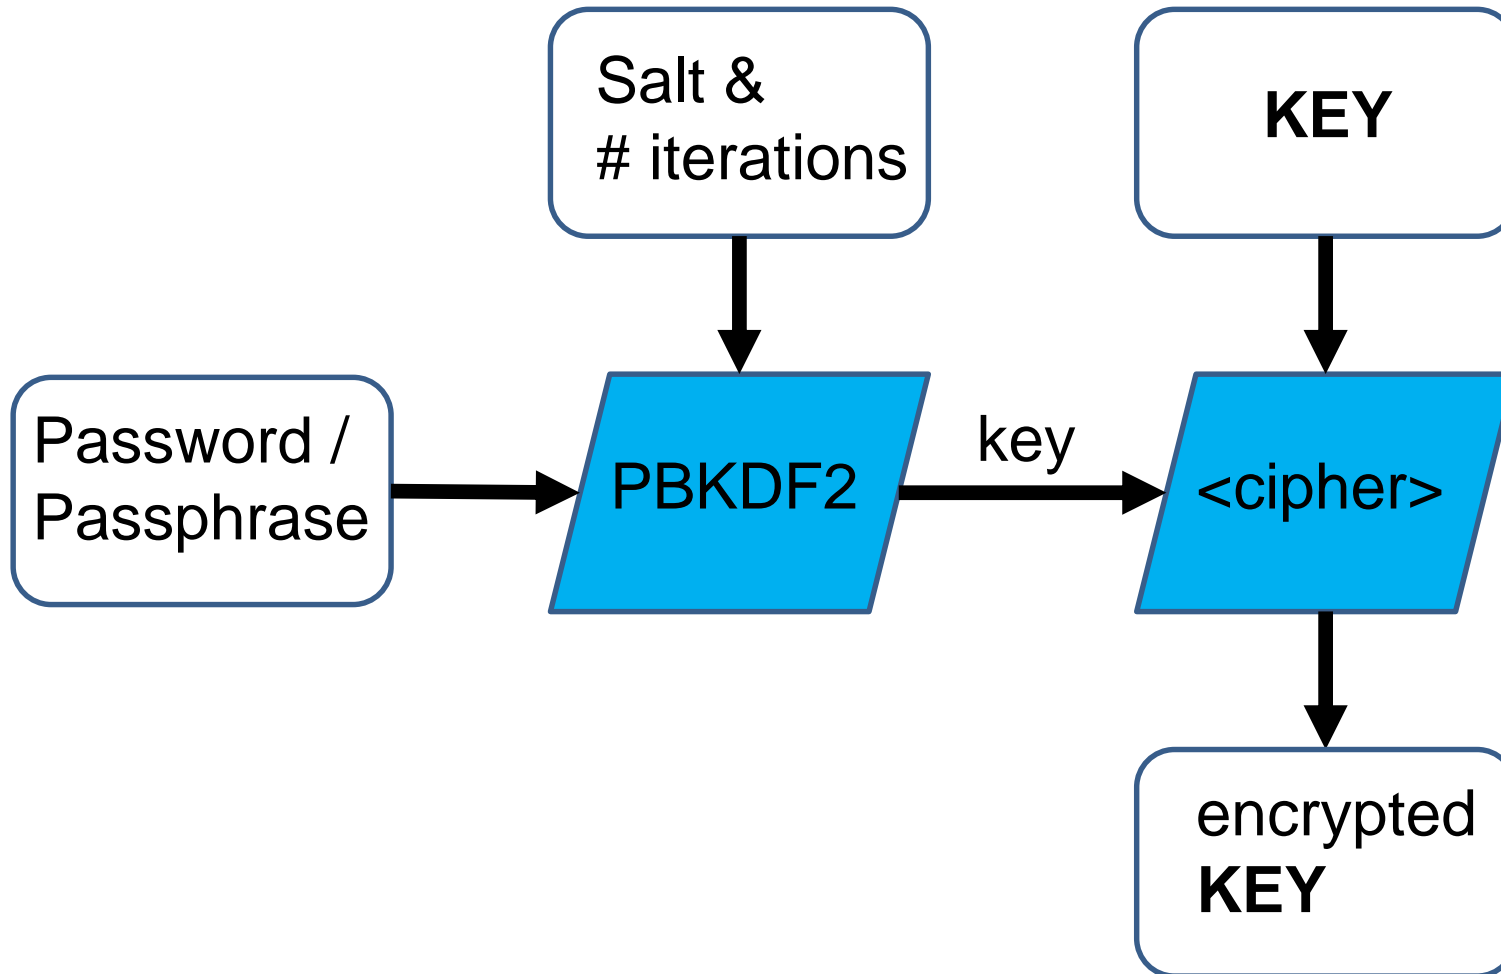 Salt &
# iterations
KEY
Password /
Passphrase
PBKDF2
key
<cipher>
encrypted
KEY